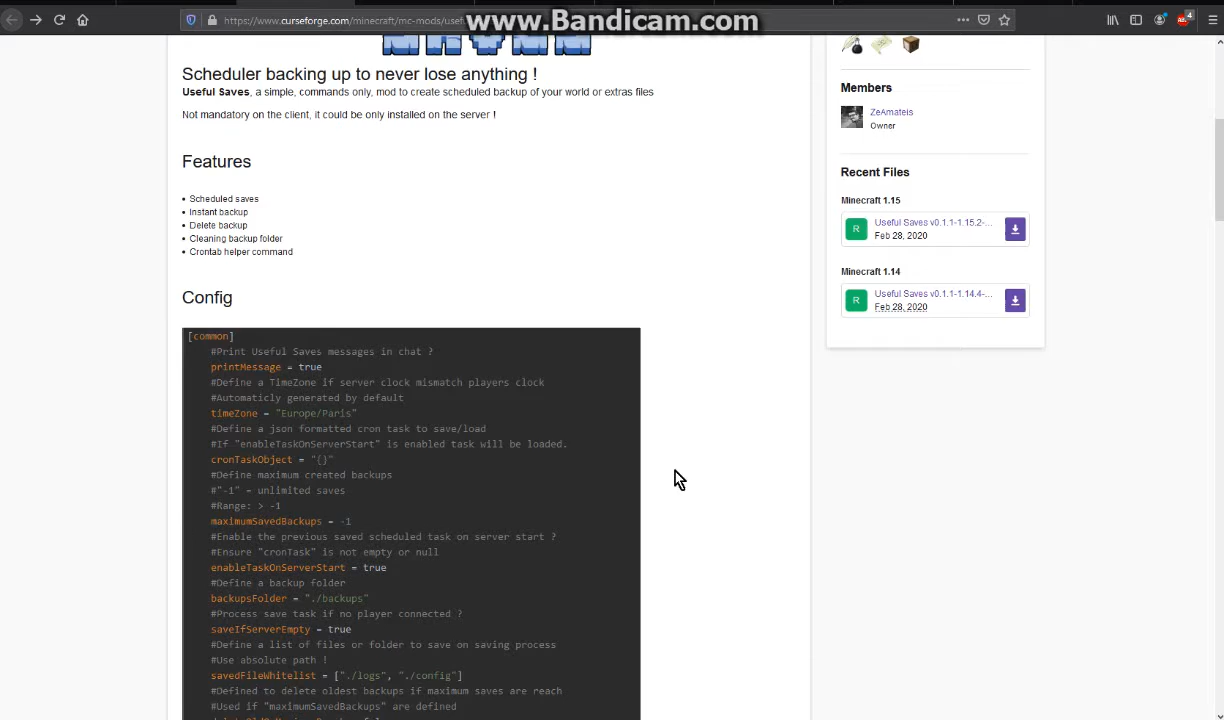 https://www.curseforge.com/minecraft/mc-mods/usef
www.Bandicam.com
4
Scheduler backing up to never lose anything !
Useful Saves, a simple, commands only, mod to create scheduled backup of your world or extras files
Not mandatory on the client, it could be only installed on the server !
Features
• Scheduled saves
• Instant backup
• Delete backup
• Cleaning backup folder
• Crontab helper command
Config
[common]
#Print Useful Saves messages in chat ?
printMessage = true
#Define a TimeZone if server clock mismatch players clock
#Automaticly generated by default
timeZone = "Europe/Paris"
#Define a json formatted cron task to save/load
#If "enableTaskOnServerStart" is enabled task will be loaded.
cronTaskObject = "{}"
#Define maximum created backups
#"-1" = unlimited saves
#Range: > -1
maximumSavedBackups = -1
#Enable the previous saved scheduled task on server start ?
#Ensure "cronTask" is not empty or null
enableTaskOnServerStart = true
#Define a backup folder
backupsFolder = "./backups"
#Process save task if no player connected ?
saveIfServerEmpty = true
#Define a list of files or folder to save on saving process
#Use absolute path !
savedFileWhitelist = ["./logs", "./config"]
#Defined to delete oldest backups if maximum saves are reach
#Used if "maximumSavedBackups" are defined
Members
ZeAmateis
Owner
Recent Files
Minecraft 1.15
R
Useful Saves v0.1.1-1.15.2-...
Feb 28, 2020
Minecraft 1.14
R
Useful Saves v0.1.1-1.14.4-...
Feb 28, 2020